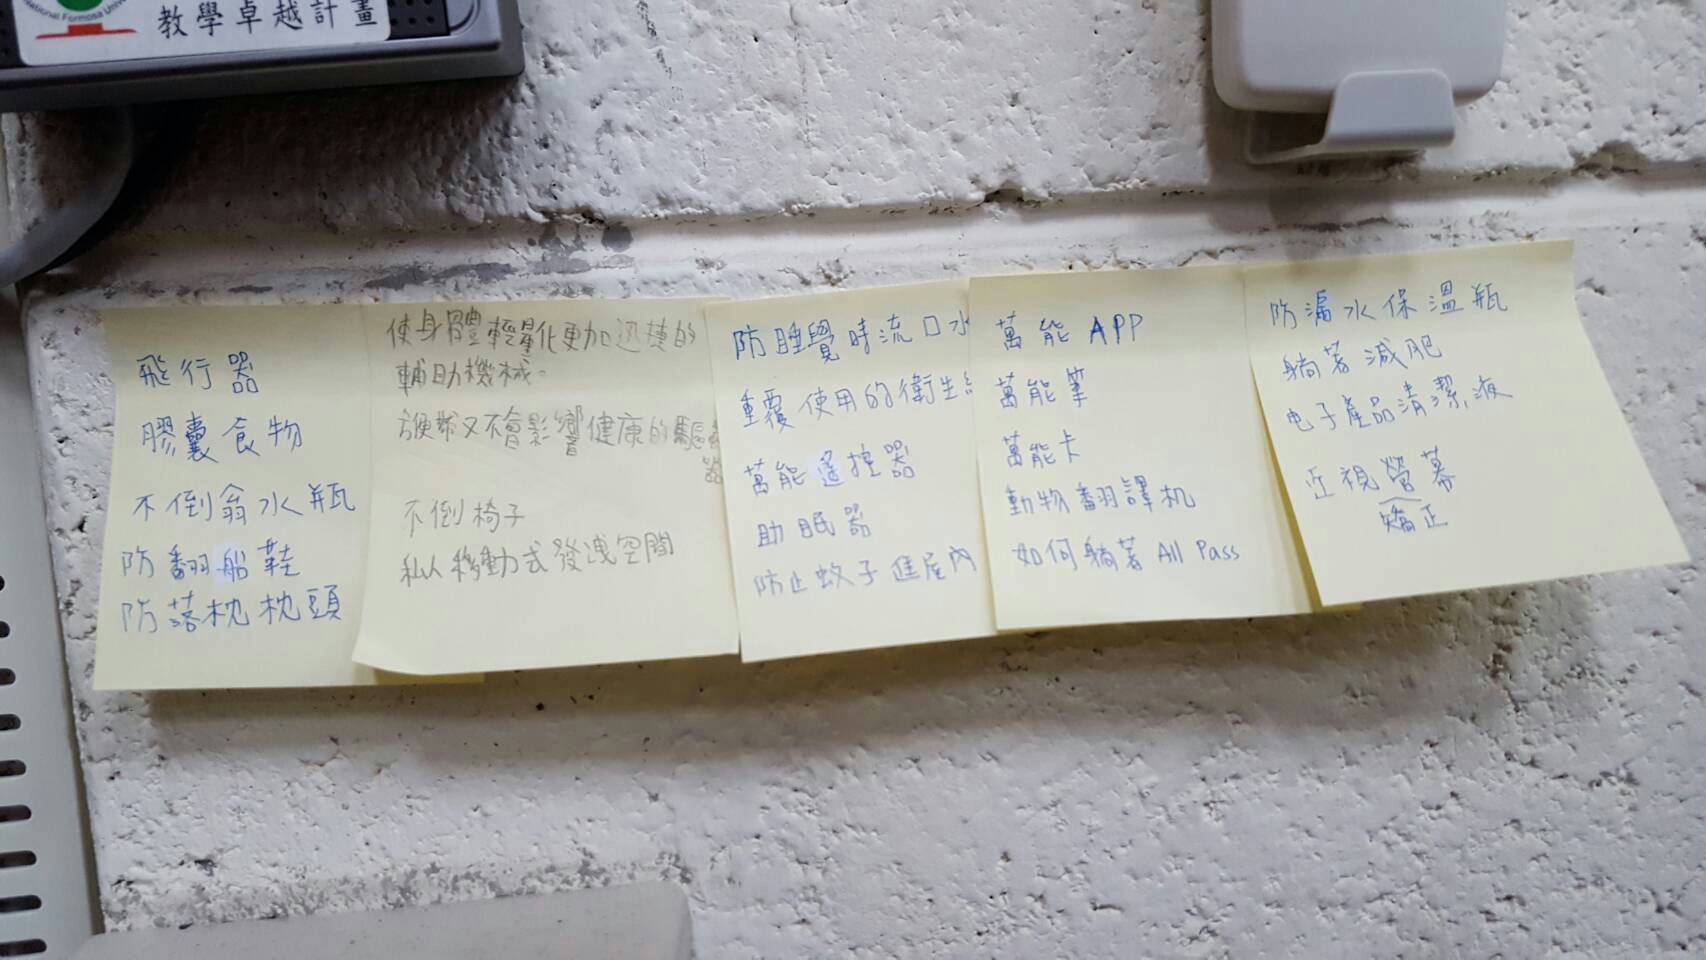 National Formosa Univ
教學卓越計畫
飛行器
膠囊食物
不倒翁水瓶
防翻船鞋
防落枕枕頭
使身體輕量化更加迅捷的
輔助機械。
方便攜帶又不會影響健康的驅
器
不倒椅子
私人移動式發洩空間
防睡覺時流口水
重覆使用的衛生
萬能遙控器
助眠器
防止蚊子進屋內
萬能APP
萬能筆
萬能卡
動物翻譯机
如何躺著 All Pass
防漏水保溫瓶
躺著減肥
电子產品清潔液
近視螢幕
矯正